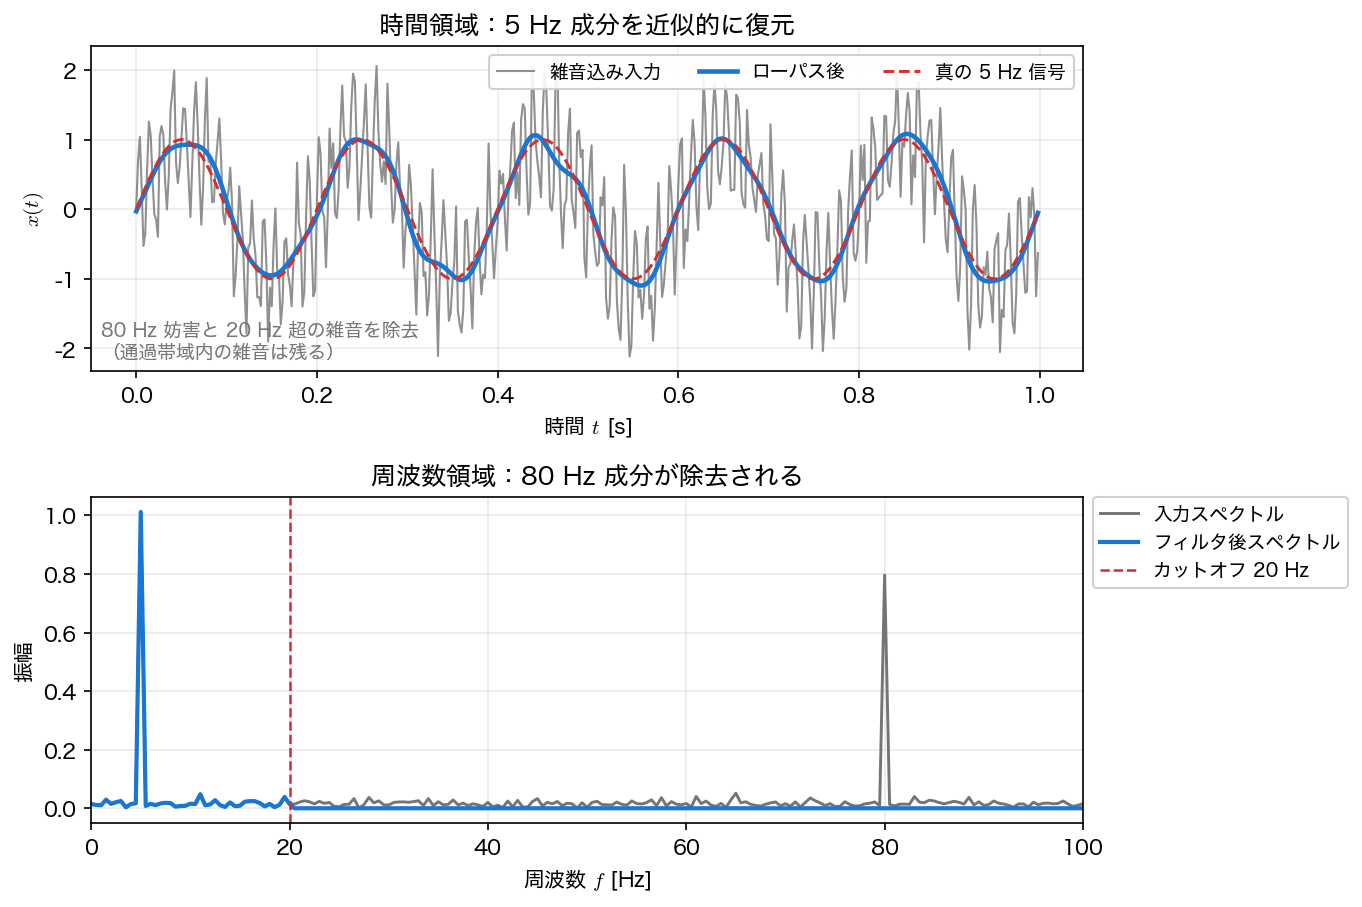 時間領域：5 Hz 成分を近似的に復元
雑音込み入力 ローパス後 真の 5 Hz 信号
2
1
0
-1
-2
x(t)
80 Hz 妨害と 20 Hz 超の雑音を除去
（通過帯域内の雑音は残る）
0.0 0.2 0.4 0.6 0.8 1.0
時間 t [s]
周波数領域：80 Hz 成分が除去される
1.0
0.8
0.6
0.4
0.2
0.0
振幅
入力スペクトル
フィルタ後スペクトル
カットオフ 20 Hz
0 20 40 60 80 100
周波数 f [Hz]